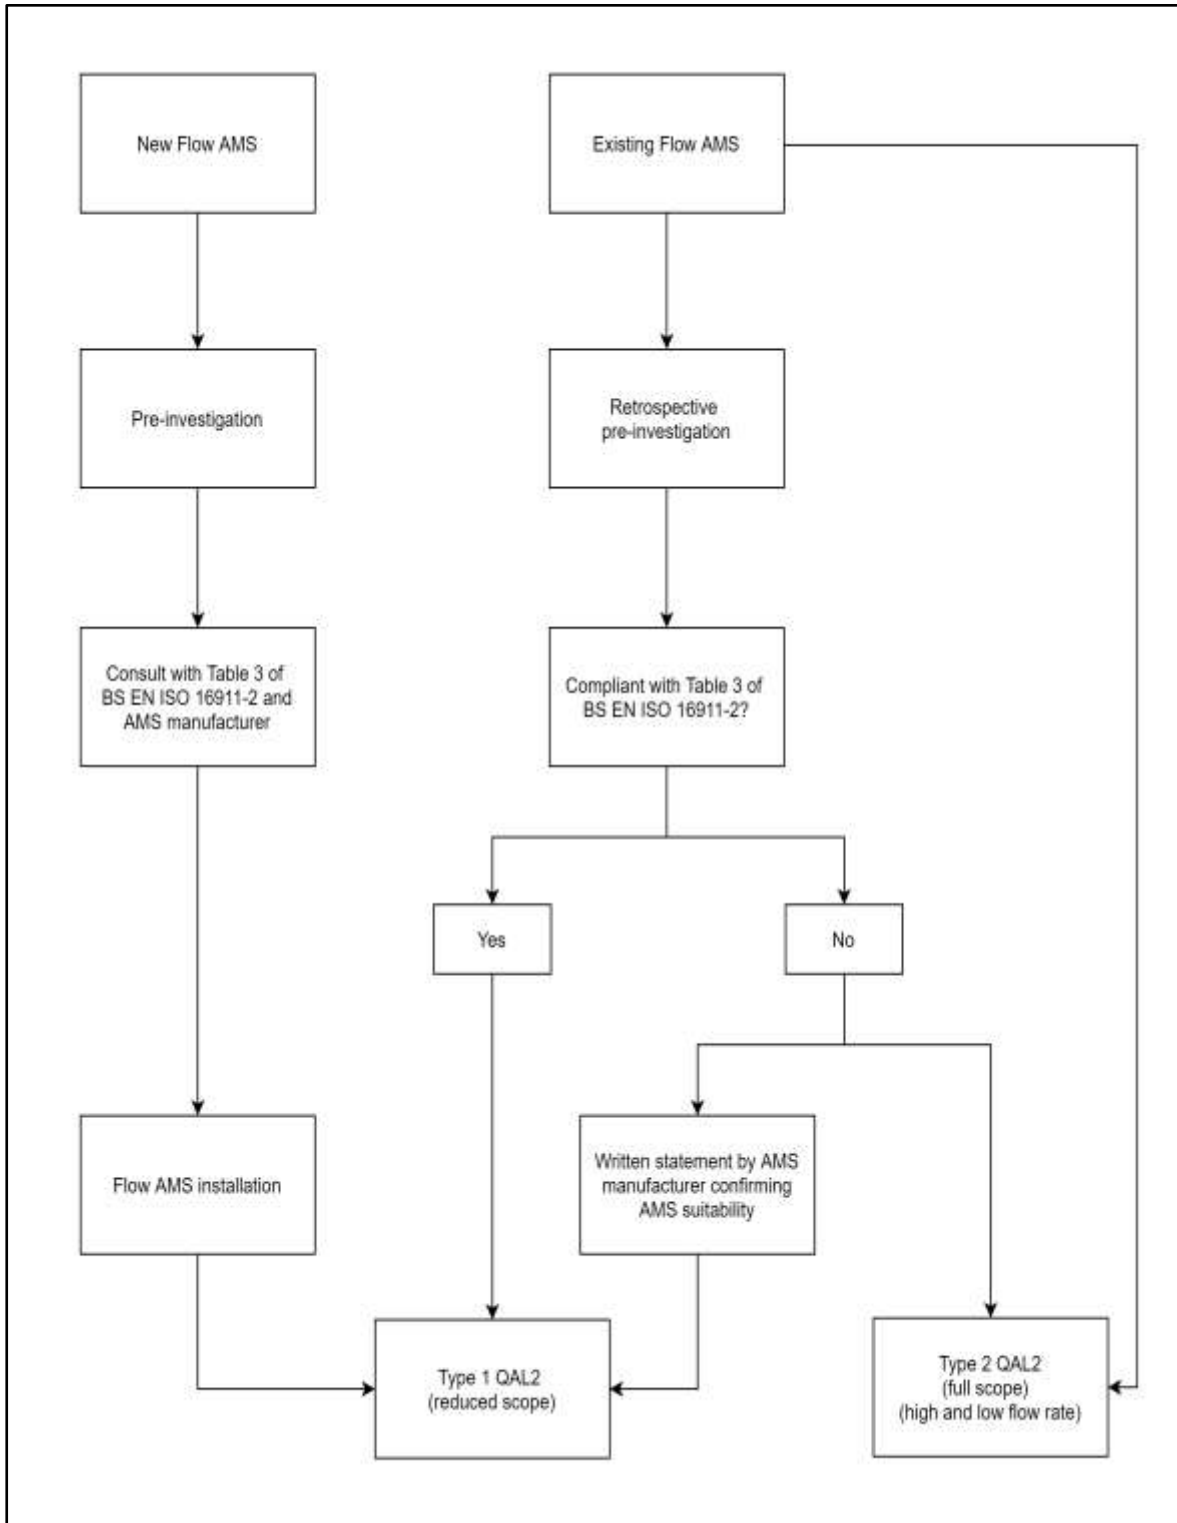 New Flow AMS
Existing Flow AMS
Pre-investigation
Retrospective
pre-investigation
Consult with Table 3 of
BS EN ISO 16911-2 and
AMS manufacturer
Compliant with Table 3 of
BS EN ISO 16911-2?
Yes
No
Flow AMS installation
Written statement by AMS
manufacturer confirming
AMS suitability
Type 1 QAL2
(reduced scope)
Type 2 QAL2
(full scope)
(high and low flow rate)